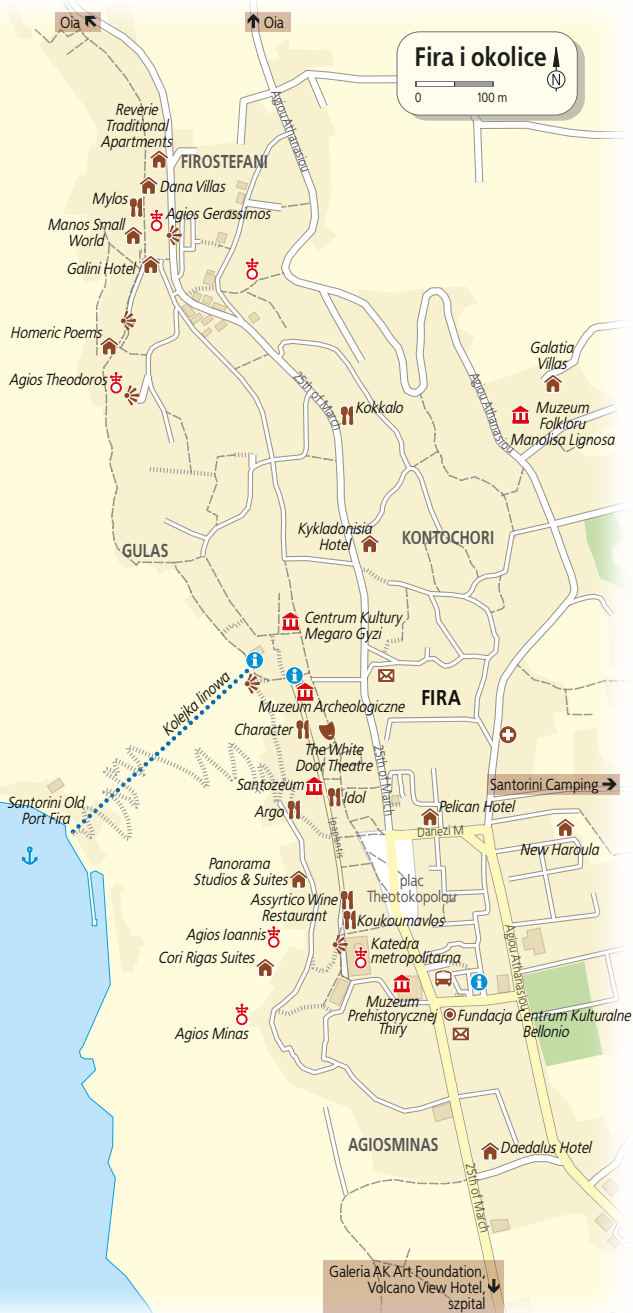 Oia
Oia
Fira i okolice
N
0 100 m
Agiou Athanasiou
Reverie
Traditional
Apartments
FIROSTEFANI
Dana Villas
Mylos
Agios Gerassimos
Manos Small
World
Galini Hotel
Homeric Poems
Agios Theodoros
25th of March
Kokkalo
Agiou Athanasiou
Galatia
Villas
Muzeum
Folkloru
Manolisa Lignosa
Kykladonisia
Hotel
KONTOCHORI
GULAS
Centrum Kultury
Megaro Gyzi
Kolejka linowa
Muzeum Archeologiczne
FIRA
Character
The White
Door Theatre
25th of March
Santozeum
Idol
Argo
Ipapantis
Santorini Camping
Santorini Old
Port Fira
Pelican Hotel
Danezi M
New Haroula
Panorama
Studios & Suites
plac
Theotokopolou
Assyrtico Wine
Restaurant
Koukoumavlos
Agios Ioannis
Katedra
metropolitarna
Cori Rigas Suites
Agiou Athanasiou
Muzeum
Prehistorycznej
Thiry
Fundacja Centrum Kulturalne
Bellonio
Agios Minas
AGIOSMINAS
Daedalus Hotel
25th of March
Galeria AK Art Foundation,
Volcano View Hotel,
szpital